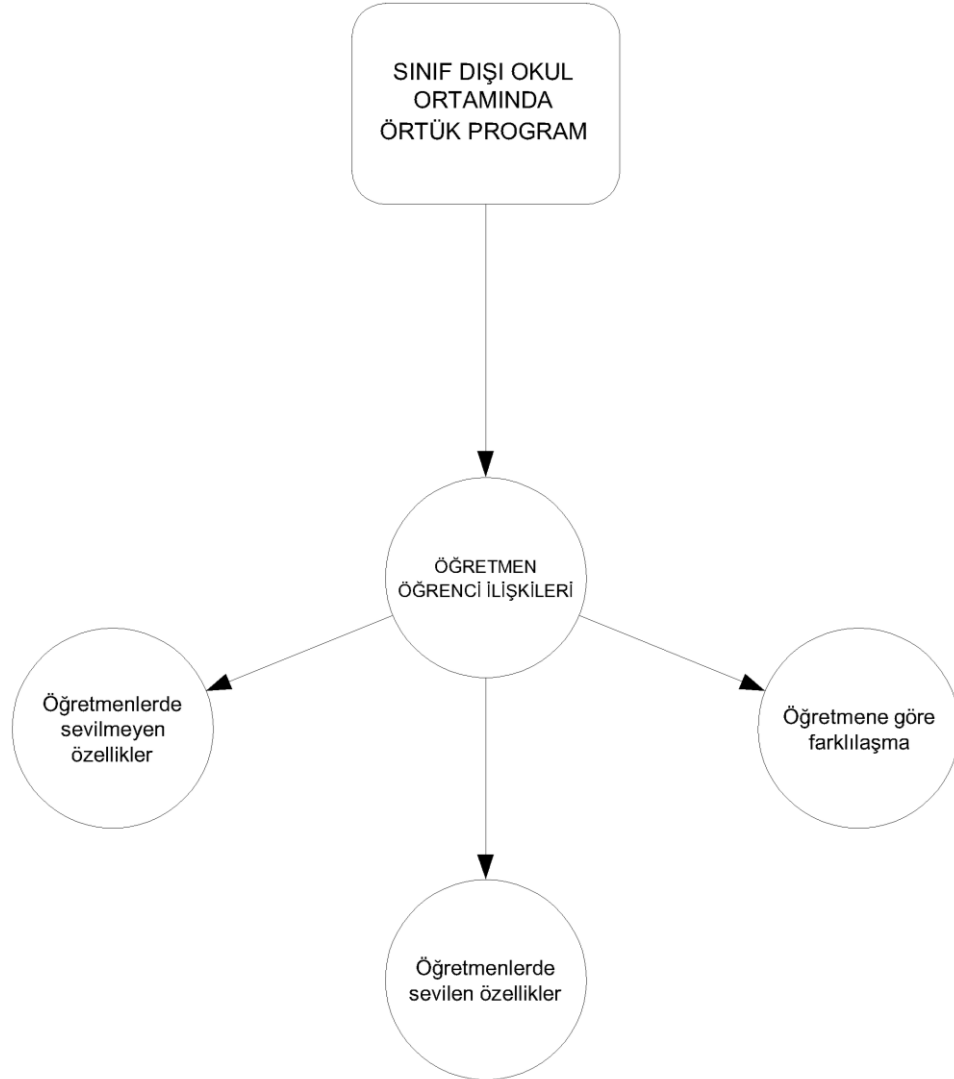 SINIF DIŞI OKUL
ORTAMINDA
ÖRTÜK PROGRAM
ÖĞRETMEN
ÖĞRENCİ İLİŞKİLERİ
Öğretmenlerde
sevilmeyen
özellikler
Öğretmene göre
farklılaşma
Öğretmenlerde
sevilen özellikler